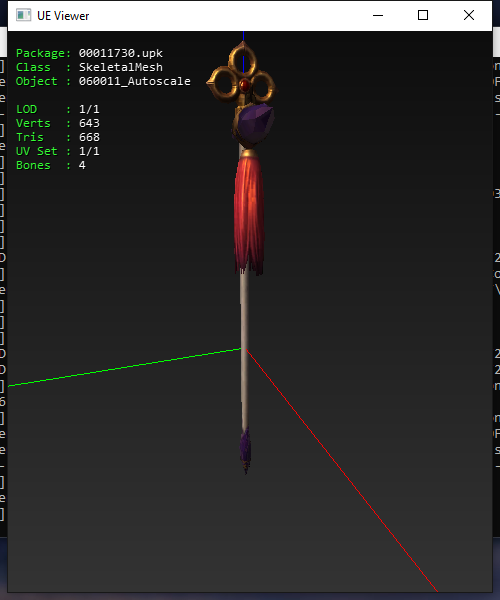 UE Viewer
Package: 00011730.upk
Class : SkeletalMesh
Object : 060011_Autoscale
LOD : 1/1
Verts : 643
Tris : 668
UV Set : 1/1
Bones : 4